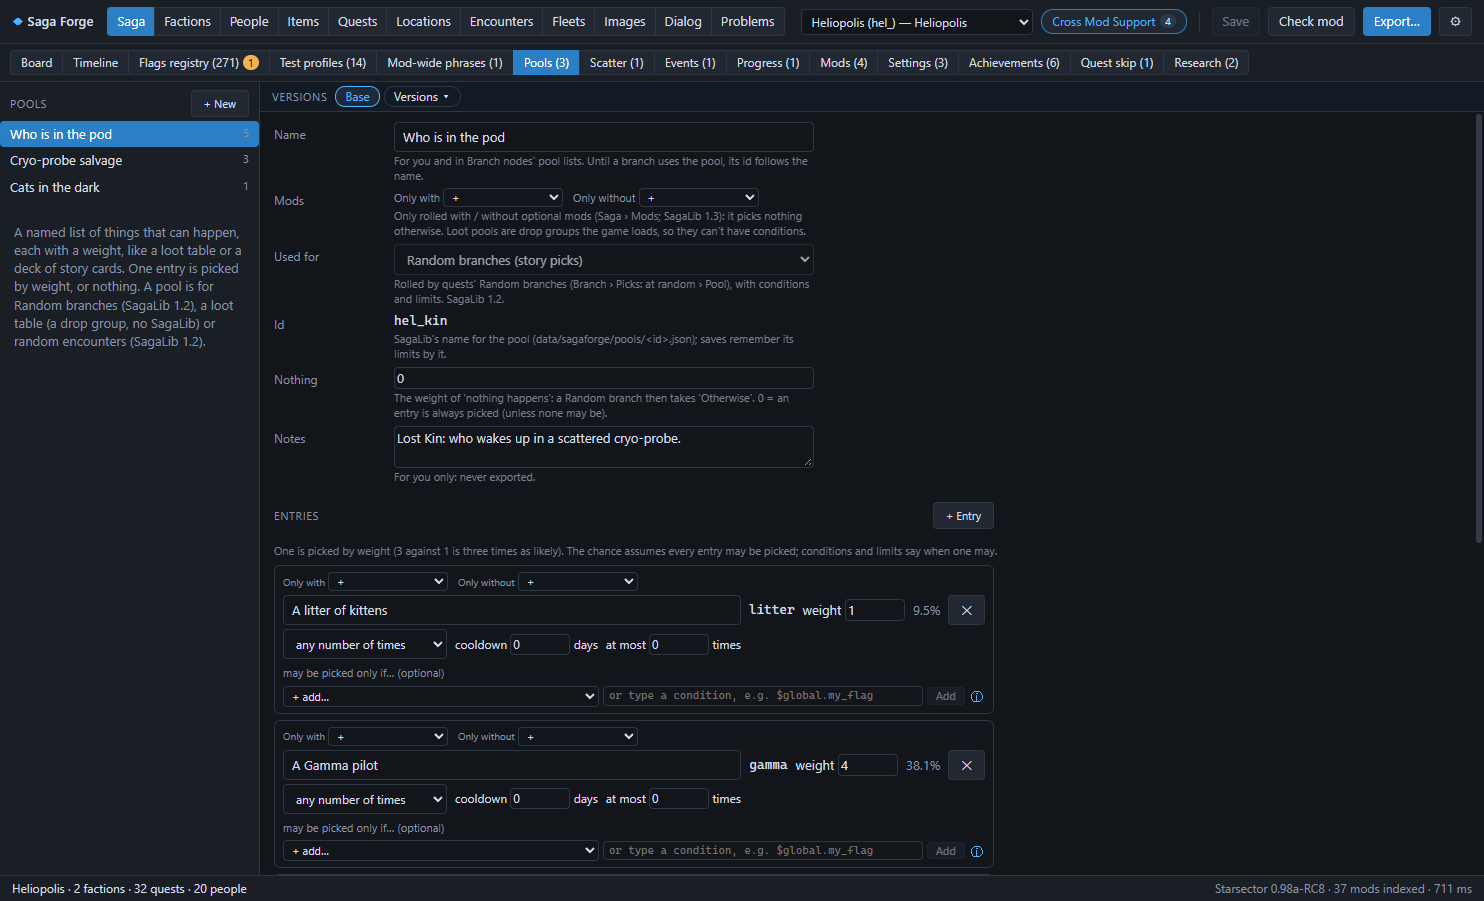 Saga Forge Saga Factions People Items Quests Locations Encounters Fleets Images Dialog Problems Heliopolis (hel_) — Heliopolis Cross Mod Support 4 Save Check mod Export...
Board Timeline Flags registry (271) 1 Test profiles (14) Mod-wide phrases (1) Pools (3) Scatter (1) Events (1) Progress (1) Mods (4) Settings (3) Achievements (6) Quest skip (1) Research (2)
POOLS + New
Who is in the pod 5
Cryo-probe salvage 3
Cats in the dark 1
A named list of things that can happen,
each with a weight, like a loot table or a
deck of story cards. One entry is picked
by weight, or nothing. A pool is for
Random branches (SagaLib 1.2), a loot
table (a drop group, no SagaLib) or
random encounters (SagaLib 1.2).
VERSIONS Base Versions
Name Who is in the pod
For you and in Branch nodes' pool lists. Until a branch uses the pool, its id follows the
name.
Mods Only with + Only without +
Only rolled with / without optional mods (Saga › Mods; SagaLib 1.3): it picks nothing
otherwise. Loot pools are drop groups the game loads, so they can't have conditions.
Used for Random branches (story picks)
Rolled by quests' Random branches (Branch › Picks: at random › Pool), with conditions
and limits. SagaLib 1.2.
Id hel_kin
SagaLib's name for the pool (data/sagaforge/pools/<id>.json); saves remember its
limits by it.
Nothing 0
The weight of 'nothing happens': a Random branch then takes 'Otherwise'. 0 = an
entry is always picked (unless none may be).
Notes Lost Kin: who wakes up in a scattered cryo-probe.
For you only: never exported.
ENTRIES + Entry
One is picked by weight (3 against 1 is three times as likely). The chance assumes every entry may be picked; conditions and limits say when one may.
Only with + Only without +
A litter of kittens litter weight 1 9.5% ×
any number of times cooldown 0 days at most 0 times
may be picked only if... (optional)
+ add... or type a condition, e.g. $global.my_flag Add
Only with + Only without +
A Gamma pilot gamma weight 4 38.1% ×
any number of times cooldown 0 days at most 0 times
may be picked only if... (optional)
+ add... or type a condition, e.g. $global.my_flag Add
Heliopolis · 2 factions · 32 quests · 20 people Starsector 0.98a-RC8 · 37 mods indexed · 711 ms